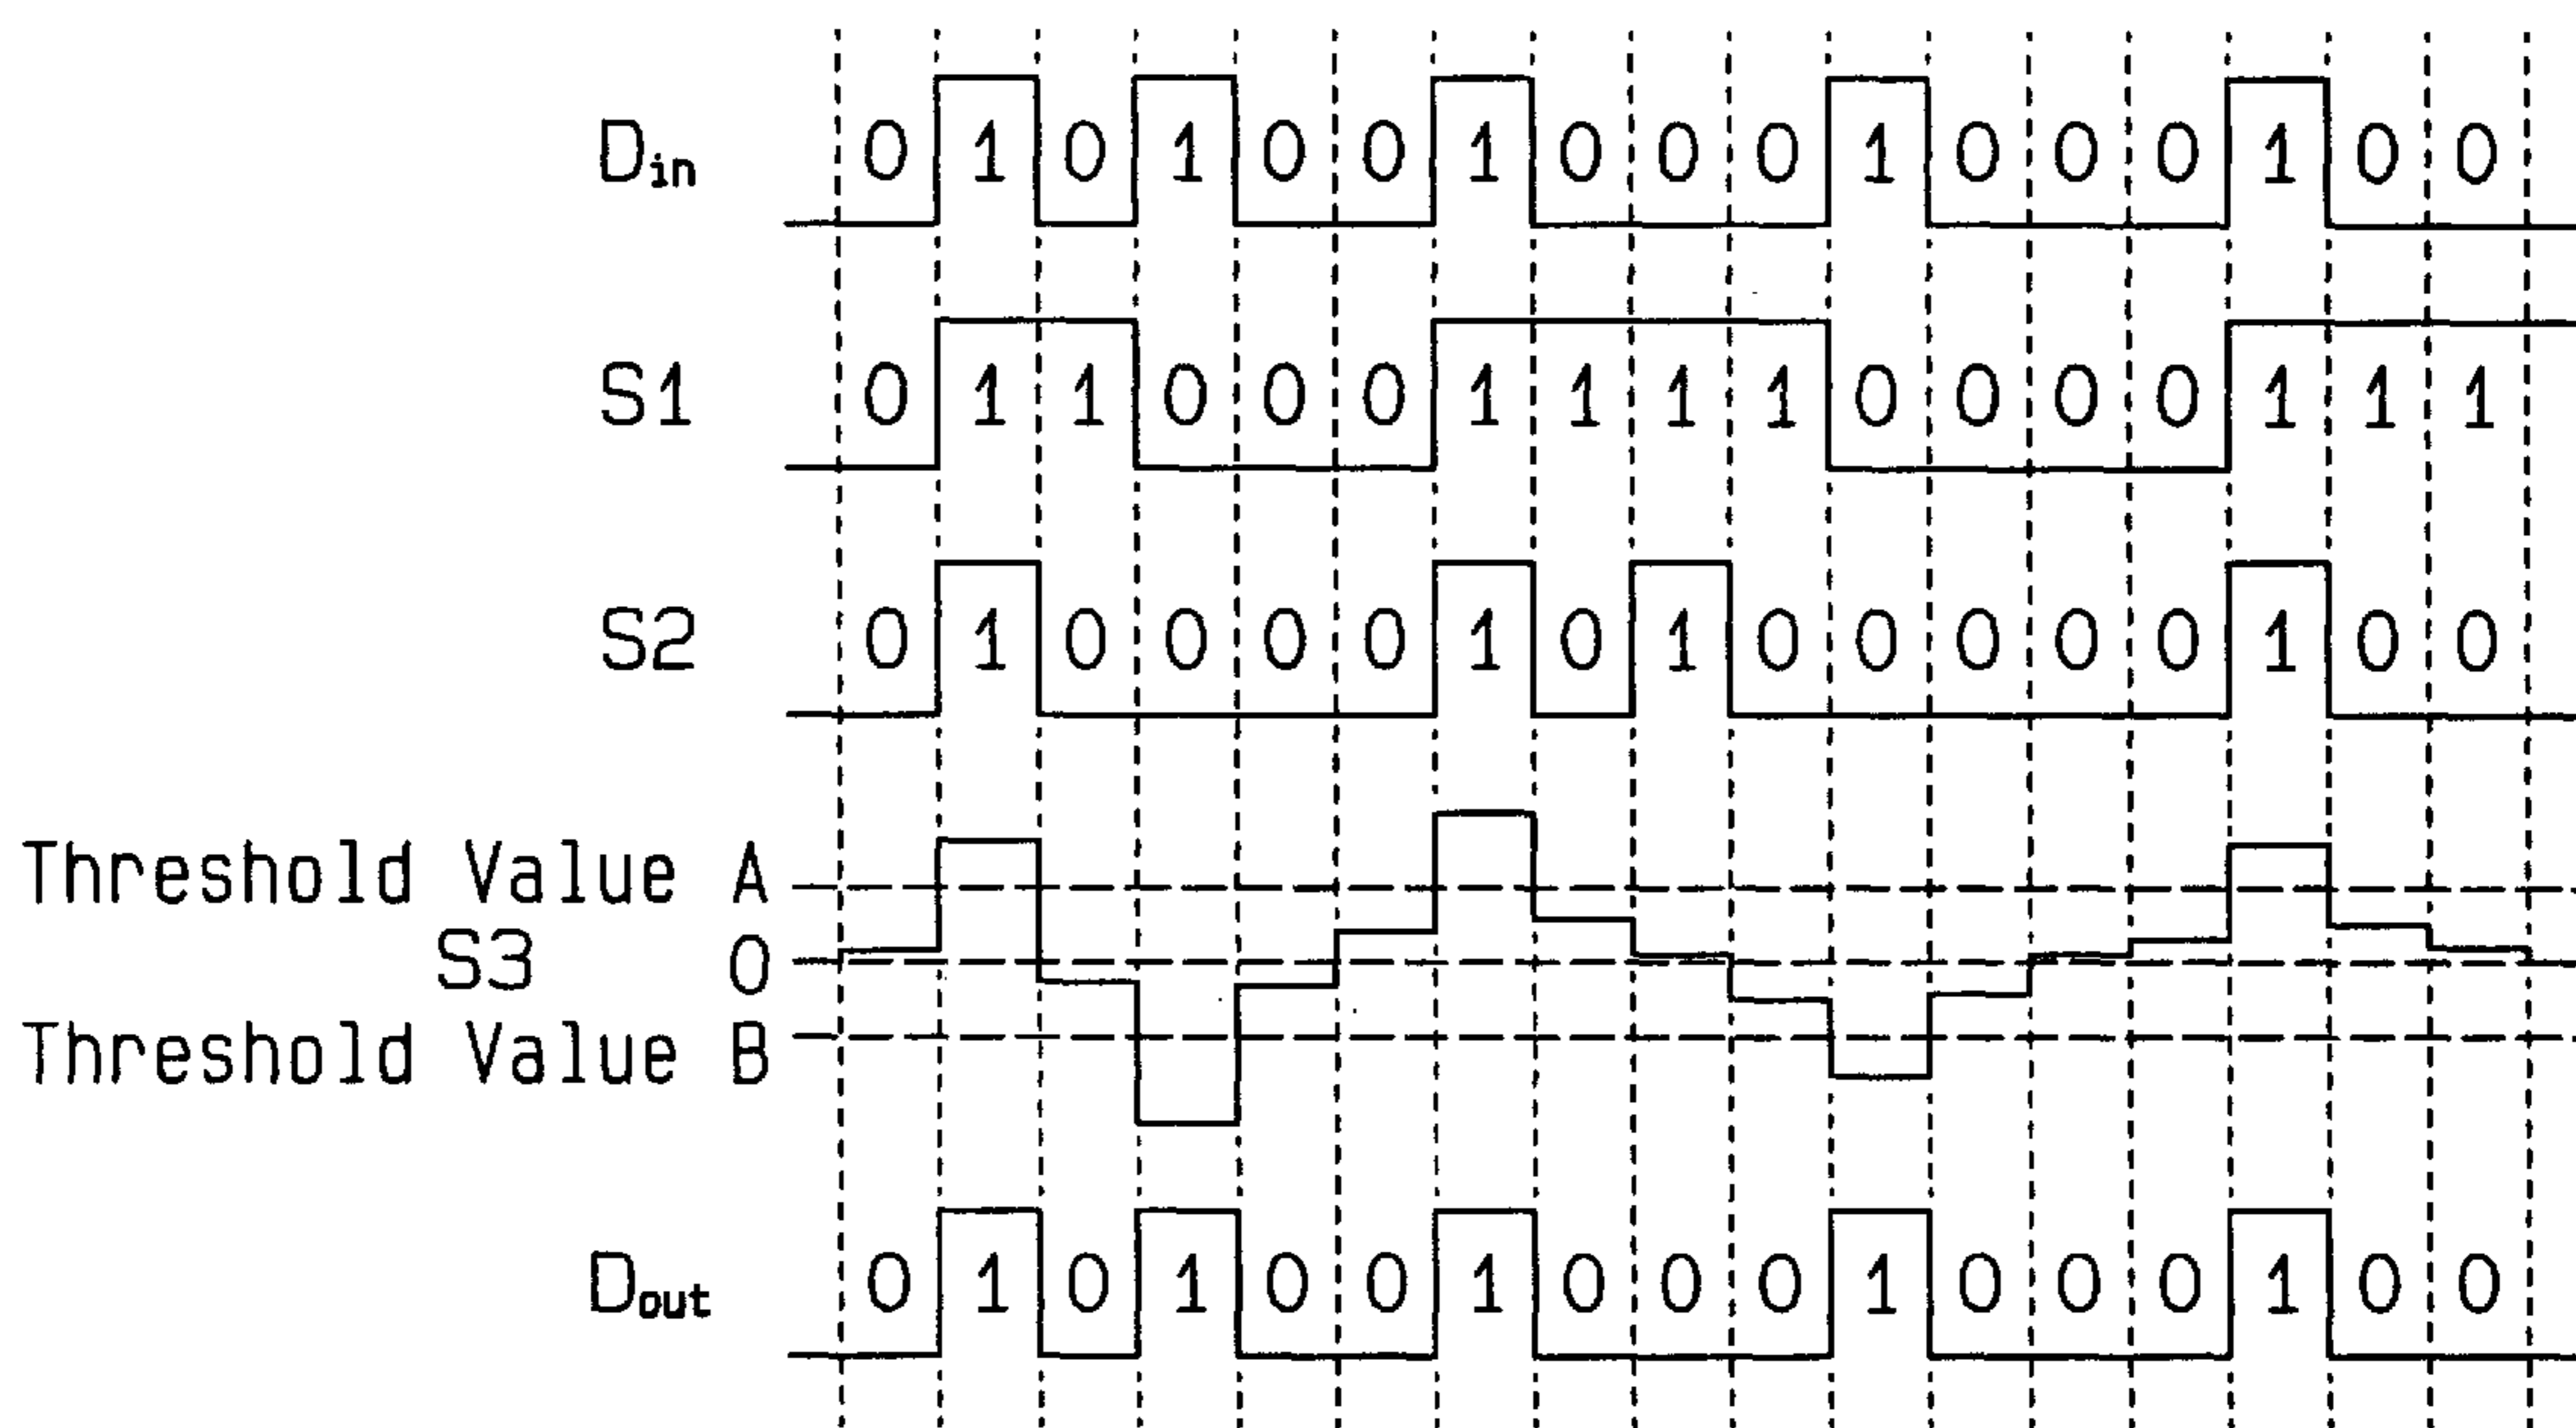 Din 0 1 0 1 0 0 1 0 0 0 1 0 0 0 1 0 0
S1 0 1 1 0 0 0 1 1 1 1 0 0 0 0 1 1 1
S2 0 1 0 0 0 0 1 0 1 0 0 0 0 0 1 0 0
Threshold Value A
S3 0
Threshold Value B
Dout 0 1 0 1 0 0 1 0 0 0 1 0 0 0 1 0 0